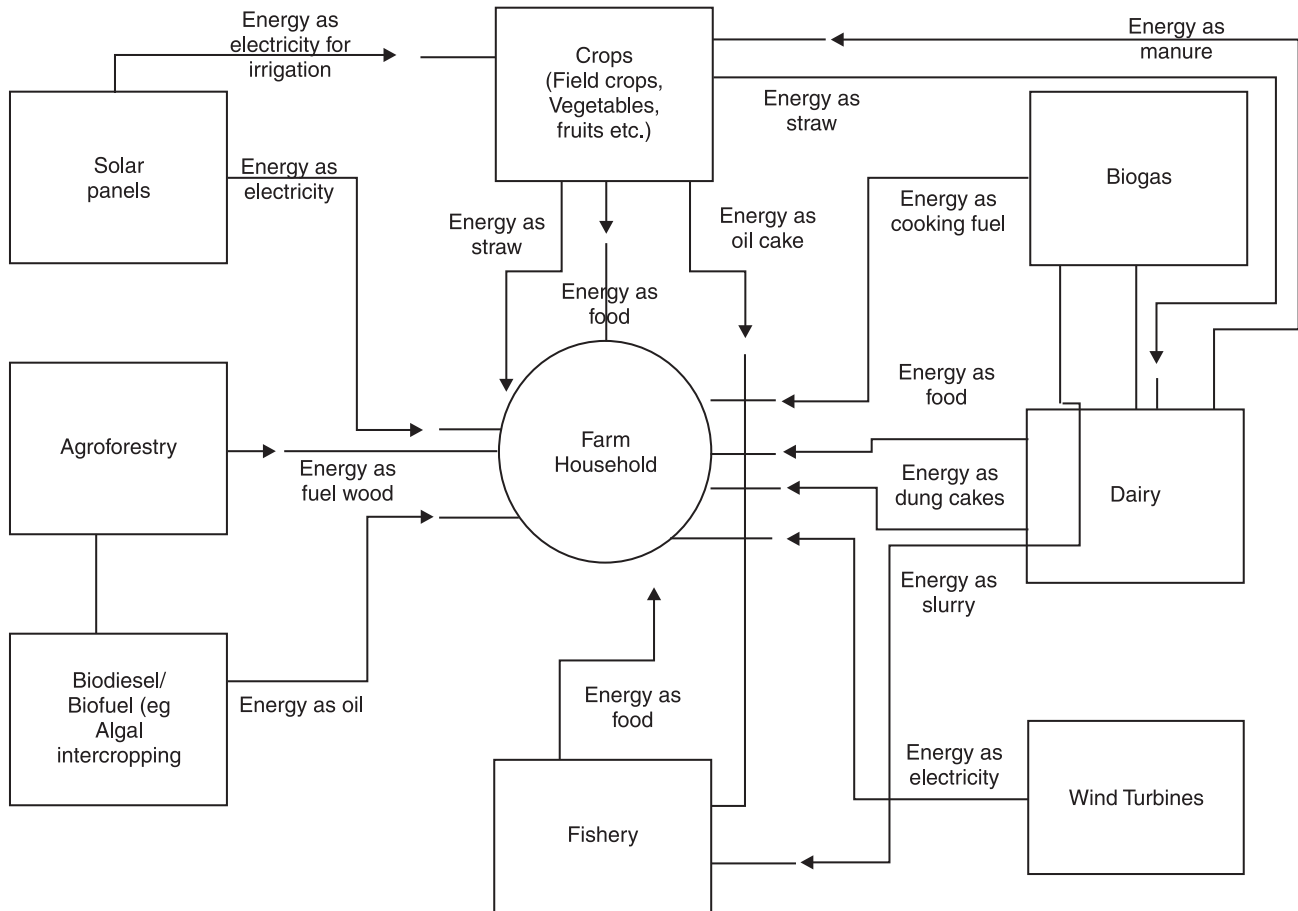 Energy as
electricity for
irrigation
Crops
(Field crops,
Vegetables,
fruits etc.)
Energy as
manure
Energy as
straw
Solar
panels
Energy as
electricity
Biogas
Energy as
cooking fuel
Energy as
straw
Energy as
oil cake
Energy as
food
Energy as
food
Agroforestry
Energy as
fuel wood
Farm
Household
Energy as
dung cakes
Dairy
Energy as
slurry
Biodiesel/
Biofuel (eg
Algal
intercropping
Energy as oil
Energy as
food
Energy as
electricity
Wind Turbines
Fishery